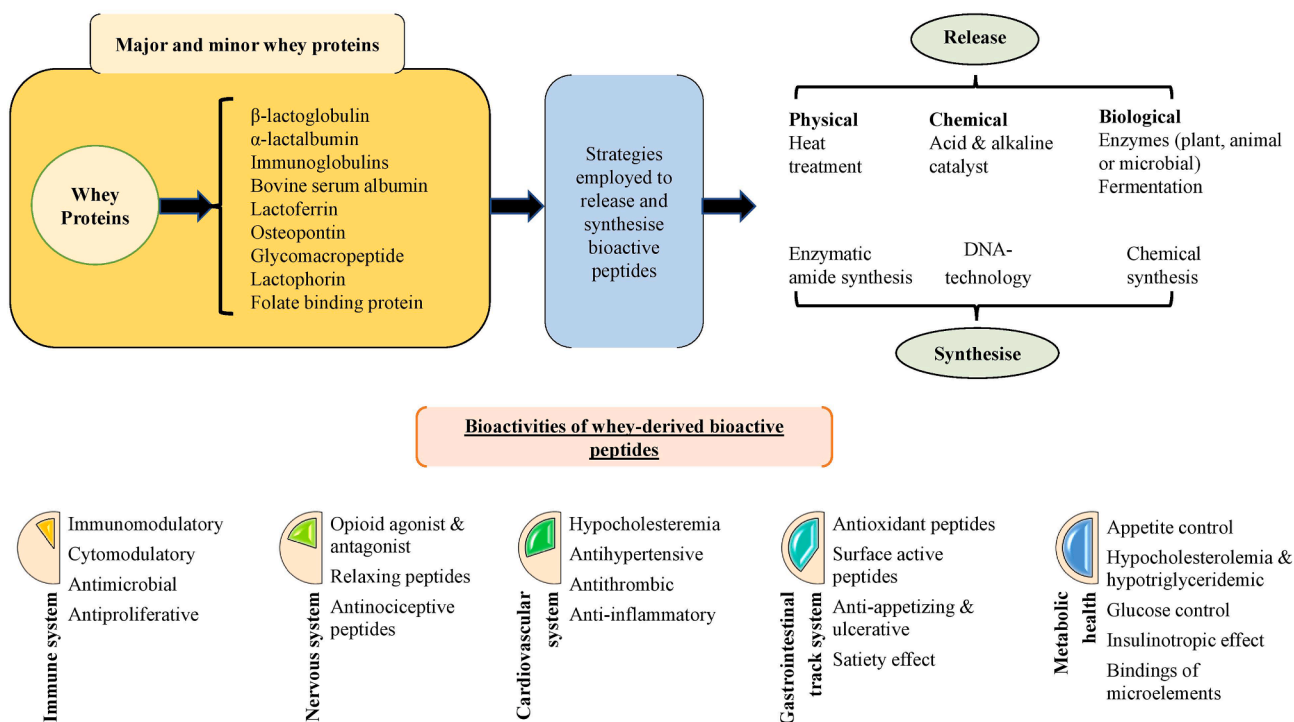 Major and minor whey proteins
Whey
Proteins
β-lactoglobulin
α-lactalbumin
Immunoglobulins
Bovine serum albumin
Lactoferrin
Osteopontin
Glycomacropeptide
Lactophorin
Folate binding protein
Strategies
employed to
release and
synthesise
bioactive
peptides
Release
Physical
Heat
treatment
Chemical
Acid & alkaline
catalyst
Biological
Enzymes (plant, animal
or microbial)
Fermentation
Enzymatic
amide synthesis
DNA-
technology
Chemical
synthesis
Synthesise
Bioactivities of whey-derived bioactive
peptides
Immune system
Immunomodulatory
Cytomodulatory
Antimicrobial
Antiproliferative
Nervous system
Opioid agonist &
antagonist
Relaxing peptides
Antinociceptive
peptides
Cardiovascular
system
Hypocholesteremia
Antihypertensive
Antithrombic
Anti-inflammatory
Gastrointestinal
track system
Antioxidant peptides
Surface active
peptides
Anti-appetizing &
ulcerative
Satiety effect
Metabolic
health
Appetite control
Hypocholesterolemia &
hypotriglyceridemic
Glucose control
Insulinotropic effect
Bindings of
microelements